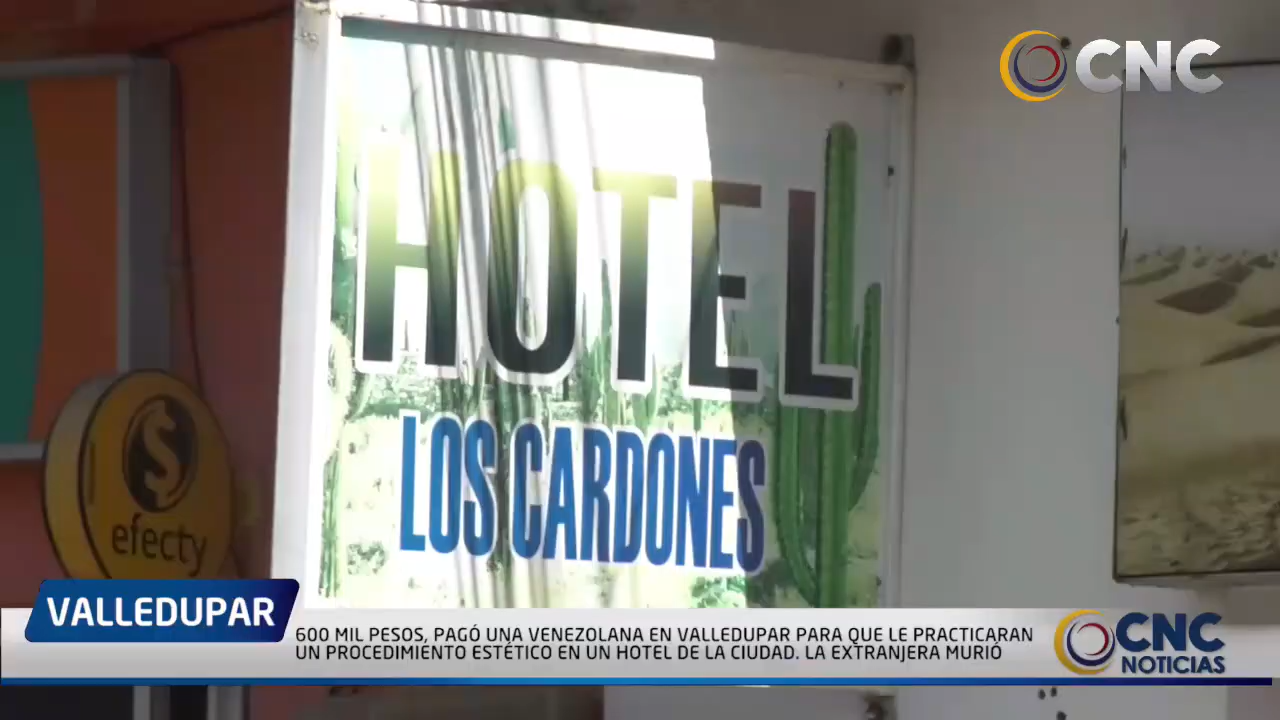 CNC
HOTEL
LOS CARDONES
$
efecty
VALLEDUPAR
600 MIL PESOS, PAGÓ UNA VENEZOLANA EN VALLEDUPAR PARA QUE LE PRACTICARAN
UN PROCEDIMIENTO ESTÉTICO EN UN HOTEL DE LA CIUDAD. LA EXTRANJERA MURIÓ
CNC
NOTICIAS